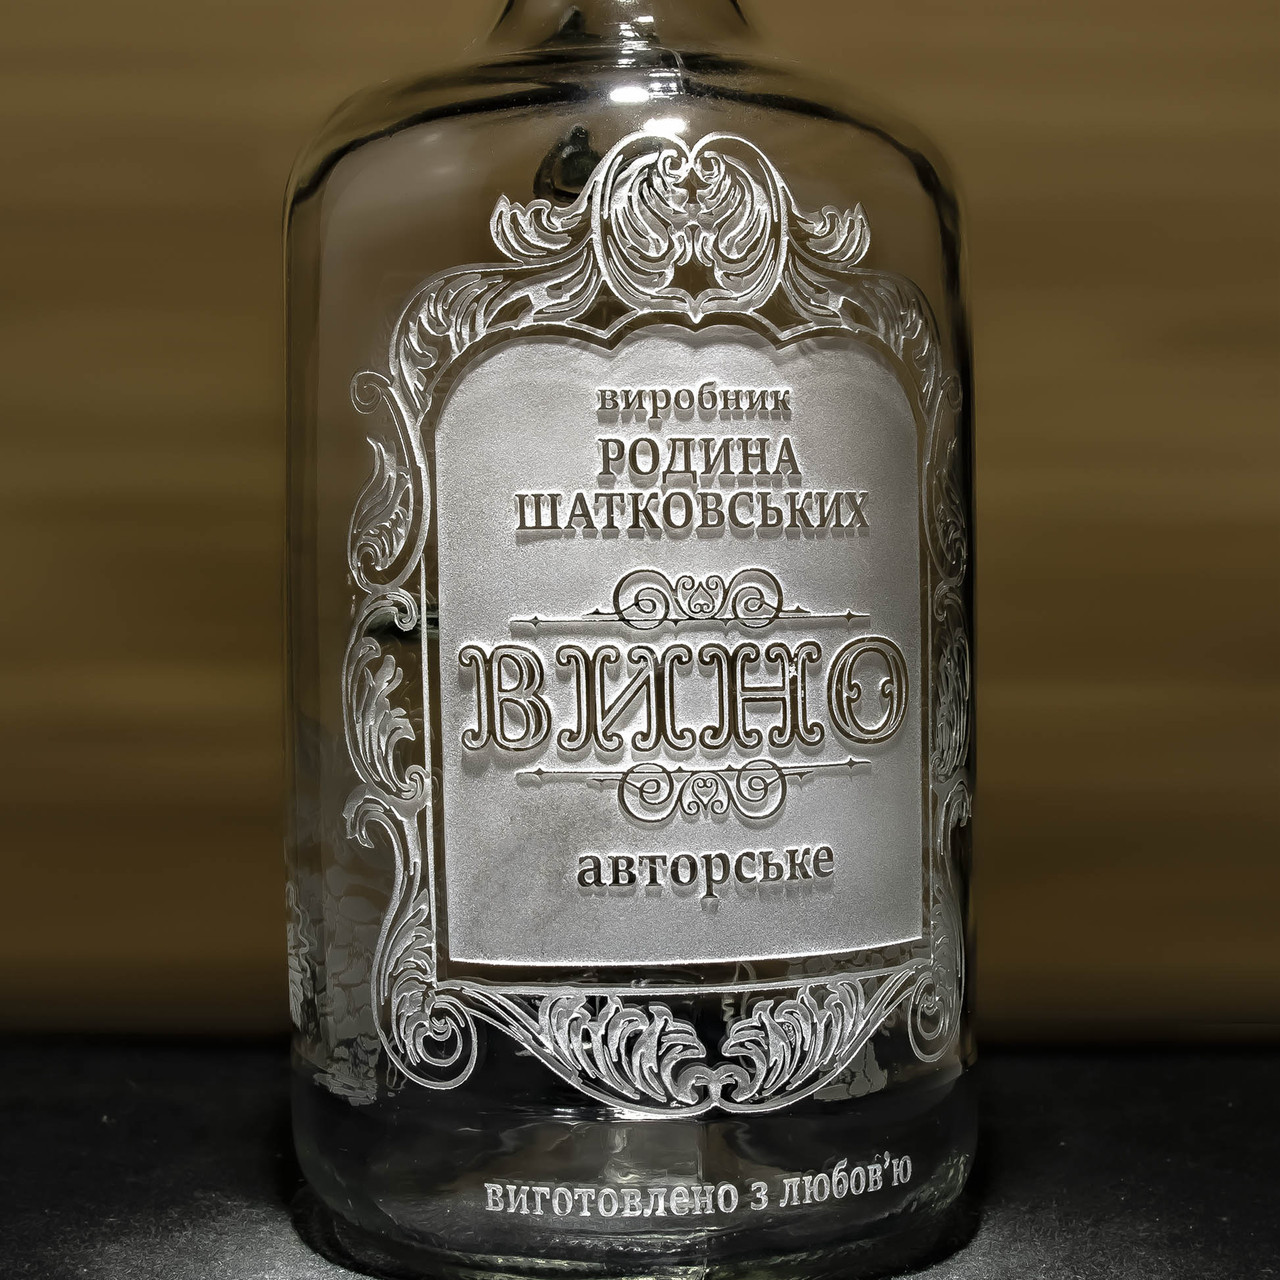 виробник
РОДИНА
ШАТКОВСЬКИХ
ВИНО
авторське
виготовлено з любов'ю